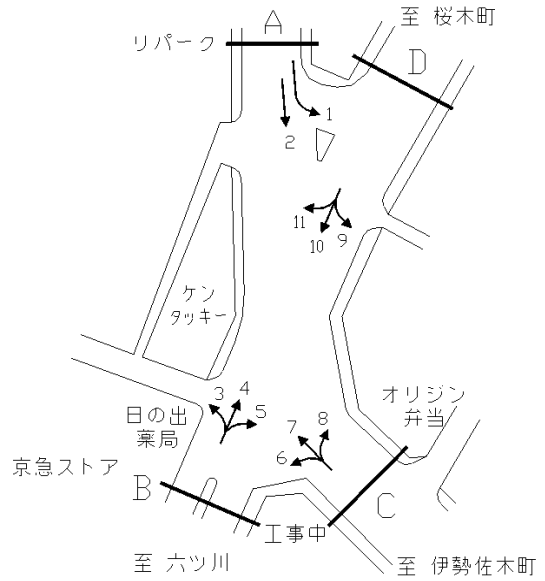 至 桜木町
リパーク
A
D
1
2
11
10
9
ケン
タッキー
3
4
5
日の出
薬局
オリジン
弁当
7
8
6
京急ストア
B
C
工事中
至 六ツ川
至 伊勢佐木町